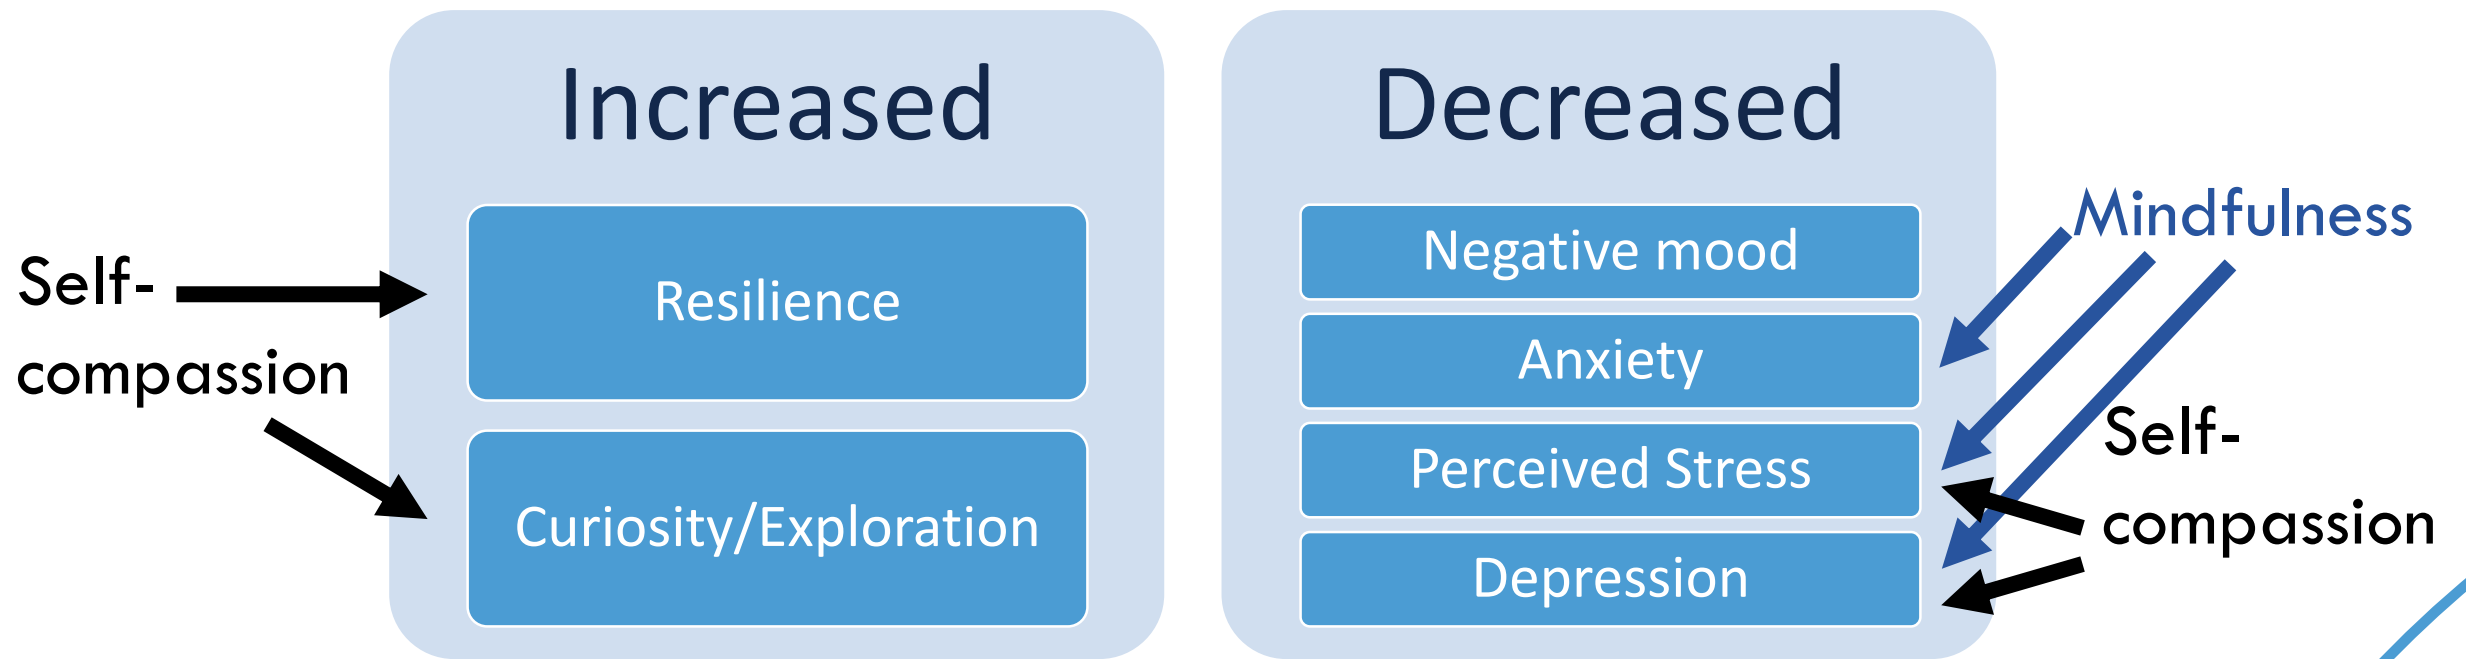 Increased
Decreased
Self-
compassion
Resilience
Curiosity/Exploration
Negative mood
Anxiety
Perceived Stress
Depression
Mindfulness
Self-
compassion